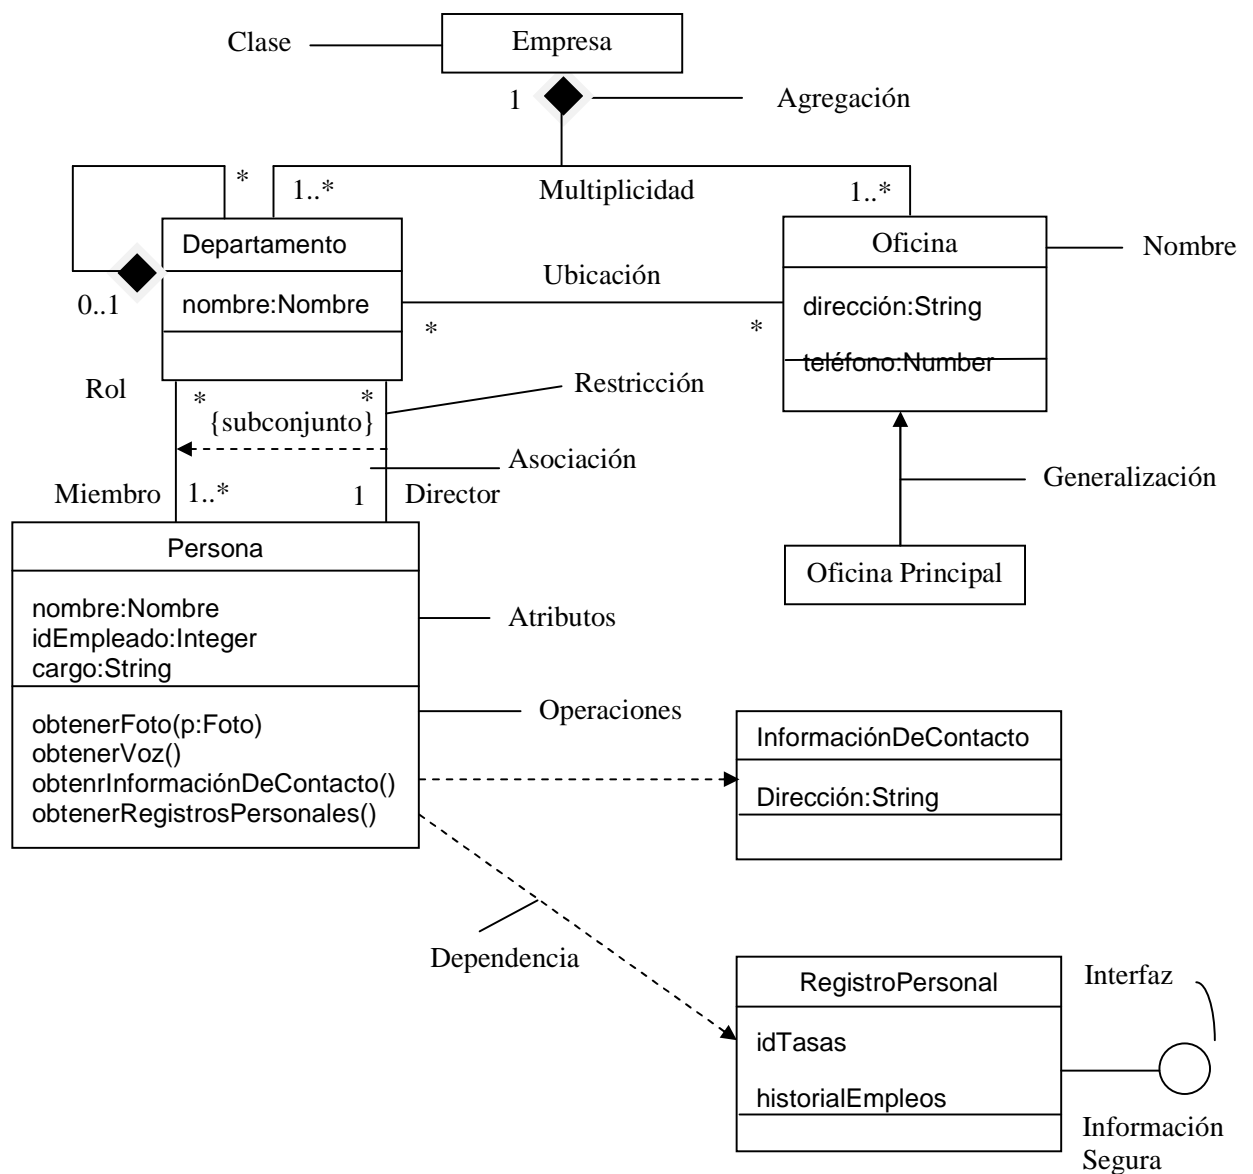 Clase
Empresa
1
Agregación
*
1..*
Multiplicidad
1..*
Departamento
Oficina
Nombre
0..1
nombre:Nombre
Ubicación
dirección:String
*
*
teléfono:Number
Rol
*
*
Restricción
{subconjunto}
Asociación
Miembro
1..*
1
Director
Generalización
Persona
Oficina Principal
nombre:Nombre
idEmpleado:Integer
cargo:String
Atributos
Operaciones
obtenerFoto(p:Foto)
obtenerVoz()
obtenrInformaciónDeContacto()
obtenerRegistrosPersonales()
InformaciónDeContacto
Dirección:String
Dependencia
RegistroPersonal
Interfaz
idTasas
historialEmpleos
Información
Segura